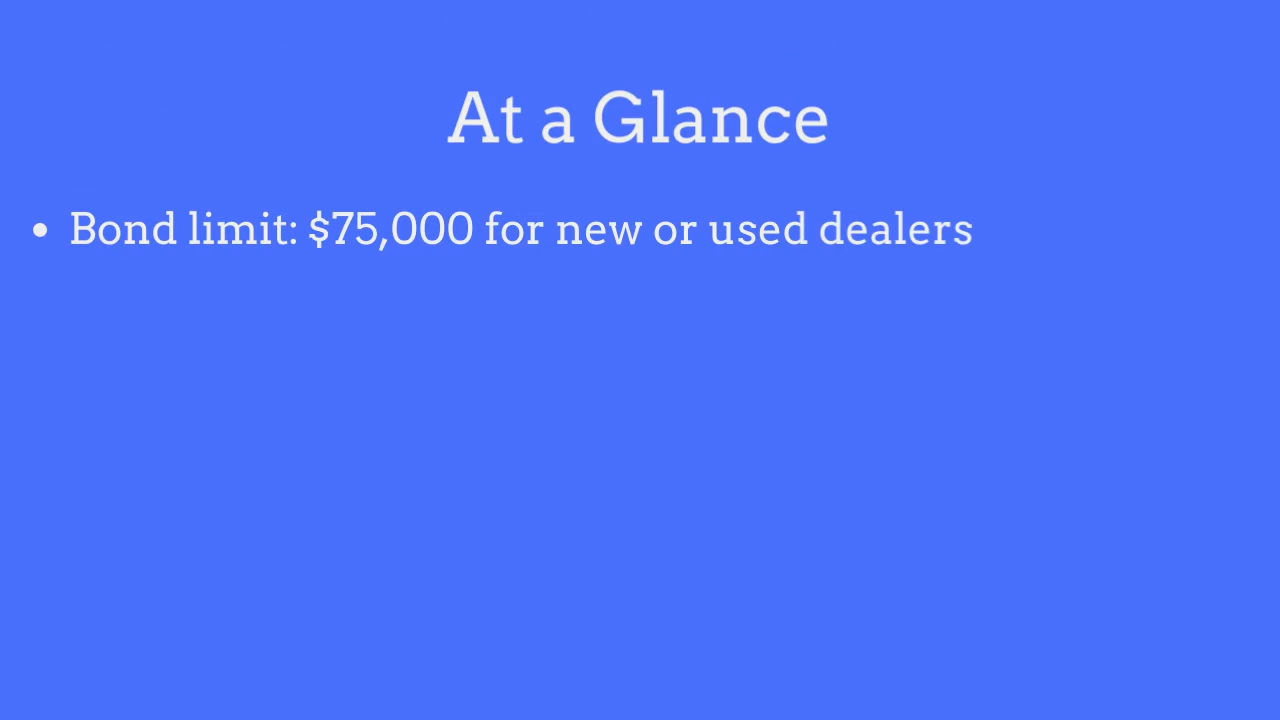 At a Glance
• Bond limit: $75,000 for new or used dealers